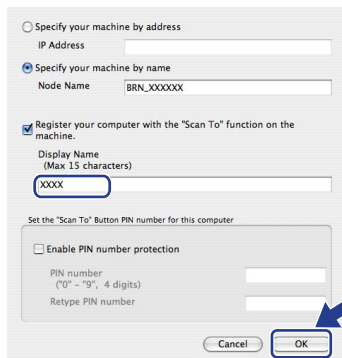 Specify your machine by address
IP Address
Specify your machine by name
Node Name BRN_XXXXXX
Register your computer with the "Scan To" function on the
machine.
Display Name
(Max 15 characters)
XXXX
Set the "Scan To" Button PIN number for this computer
Enable PIN number protection
PIN number
("0" – "9", 4 digits)
Retype PIN number
Cancel OK